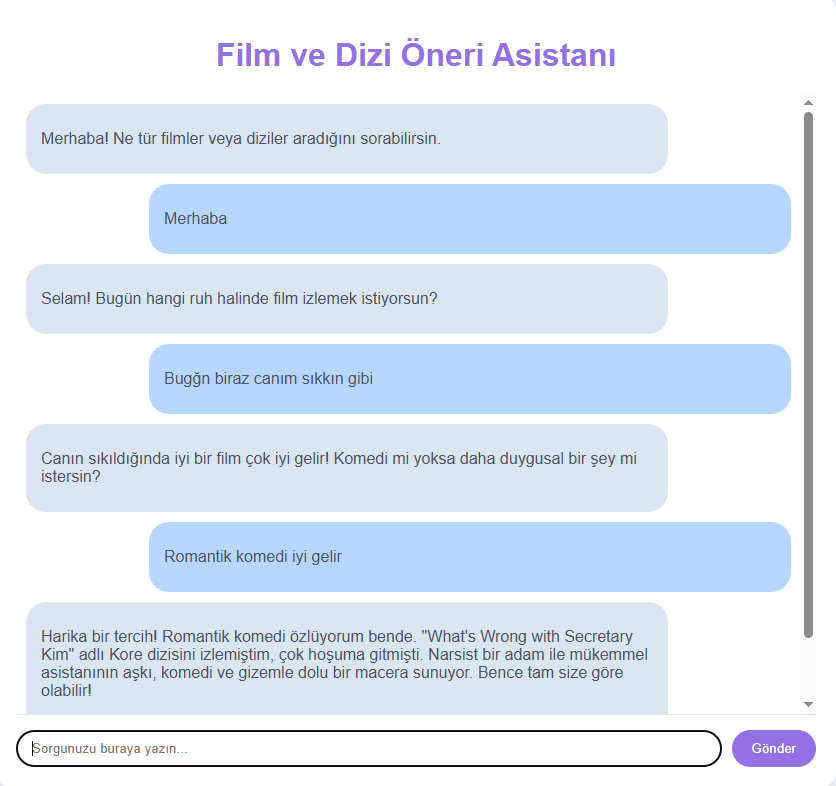 Film ve Dizi Öneri Asistanı
Merhaba! Ne tür filmler veya diziler aradığını sorabilirsin.
Merhaba
Selam! Bugün hangi ruh halinde film izlemek istiyorsun?
Bugğn biraz canım sıkkın gibi
Canın sıkıldığında iyi bir film çok iyi gelir! Komedi mi yoksa daha duygusal bir şey mi
istersin?
Romantik komedi iyi gelir
Harika bir tercih! Romantik komedi özlüyorum bende. "What's Wrong with Secretary
Kim" adlı Kore dizisini izlemiştim, çok hoşuma gitmişti. Narsist bir adam ile mükemmel
asistanının aşkı, komedi ve gizemle dolu bir macera sunuyor. Bence tam size göre
olabilir!
Sorgunuzu buraya yazın...
Gönder